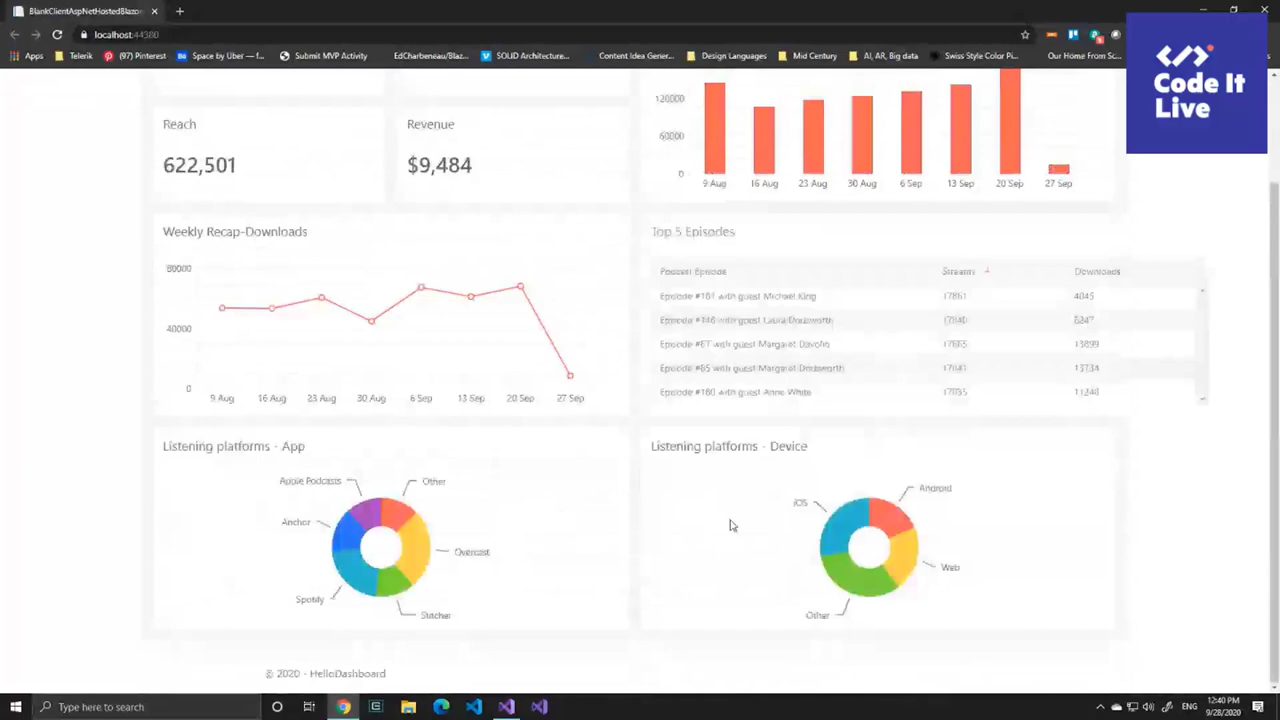 BlankClientAspNetHostedBlazor
localhost:44380
Apps
Telerik
(97) Pinterest
Space by Uber — f...
Submit MVP Activity
EdCharbeneau/Blaz...
SOLID Architecture...
Content Idea Gener...
Design Languages
Mid Century
AI, AR, Big data
Swiss Style Color Pi...
Our Home From Sc...
Code It
Live
Reach
622,501
Revenue
$9,484
120000
60000
0
9 Aug
16 Aug
23 Aug
30 Aug
6 Sep
13 Sep
20 Sep
27 Sep
Weekly Recap-Downloads
80000
40000
0
9 Aug
16 Aug
23 Aug
30 Aug
6 Sep
13 Sep
20 Sep
27 Sep
Top 5 Episodes
Podcast Episode Streams Downloads
Episode #161 with guest Michael King 17861 4045
Episode #146 with guest Laura Dodsworth
Episode #67 with guest Margaret Davolio 13899
Episode #65 with guest Margaret Dodsworth 13734
Episode #160 with guest Anne White 11240
Listening platforms - App
Apple Podcasts
Other
Anchor
Overcast
Spotify
Stitcher
Listening platforms - Device
iOS
Android
Web
Other
© 2020 - HelloDashboard
Type here to search
ENG
12:40 PM
9/28/2020